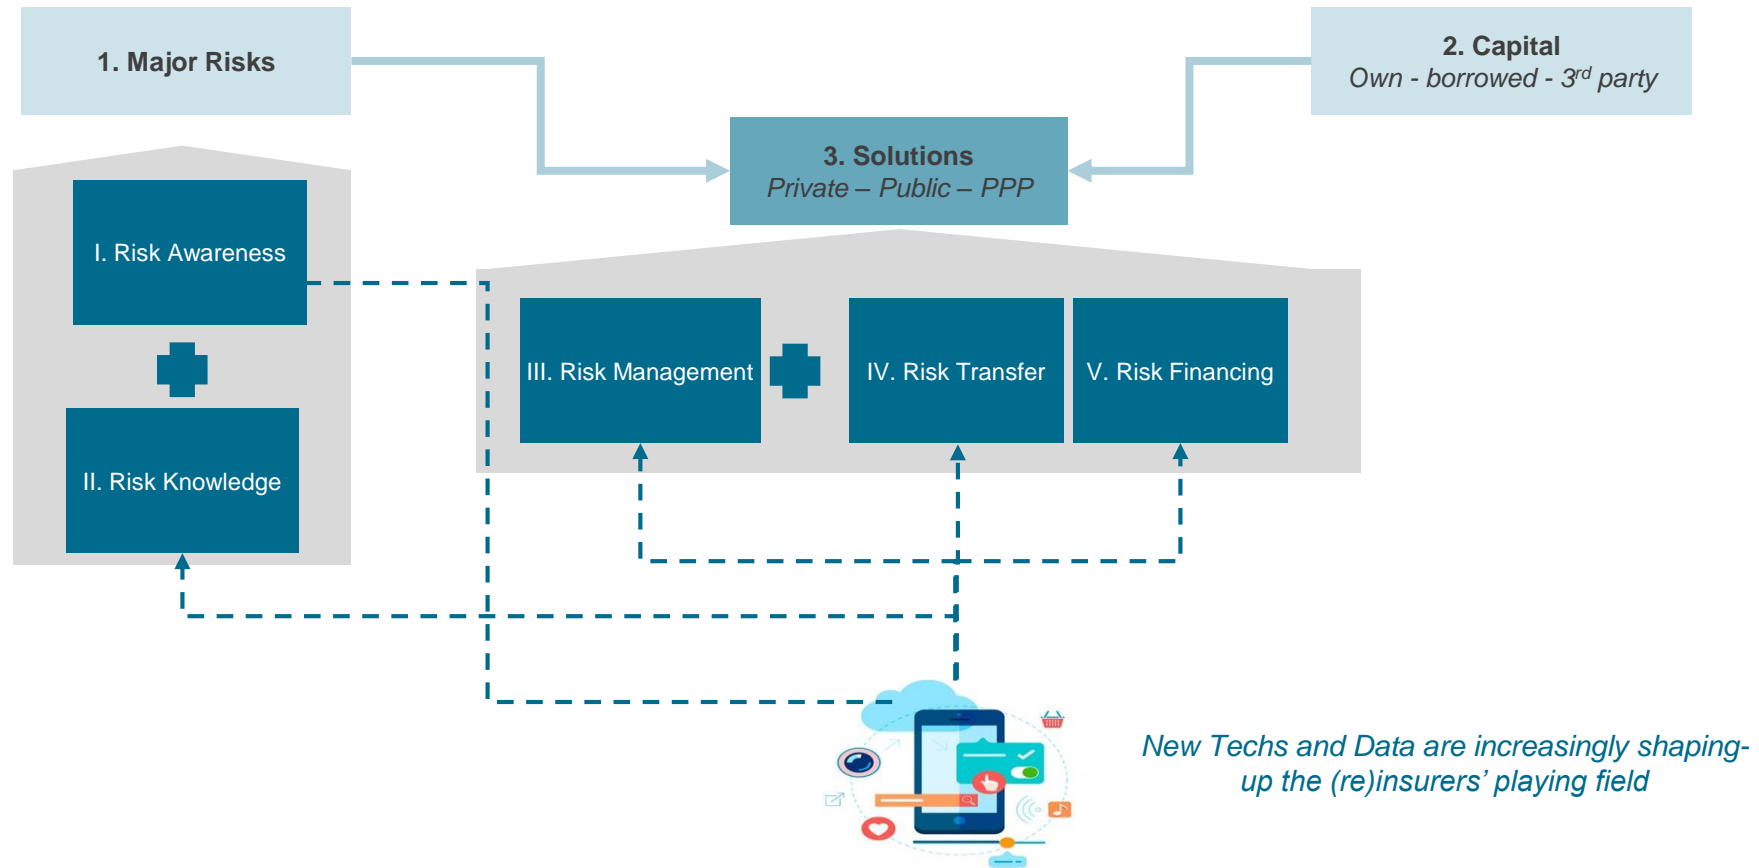 1. Major Risks
2. Capital
Own - borrowed - 3rd party
3. Solutions
Private – Public – PPP
I. Risk Awareness
II. Risk Knowledge
III. Risk Management
IV. Risk Transfer
V. Risk Financing
New Techs and Data are increasingly shaping-
up the (re)insurers’ playing field